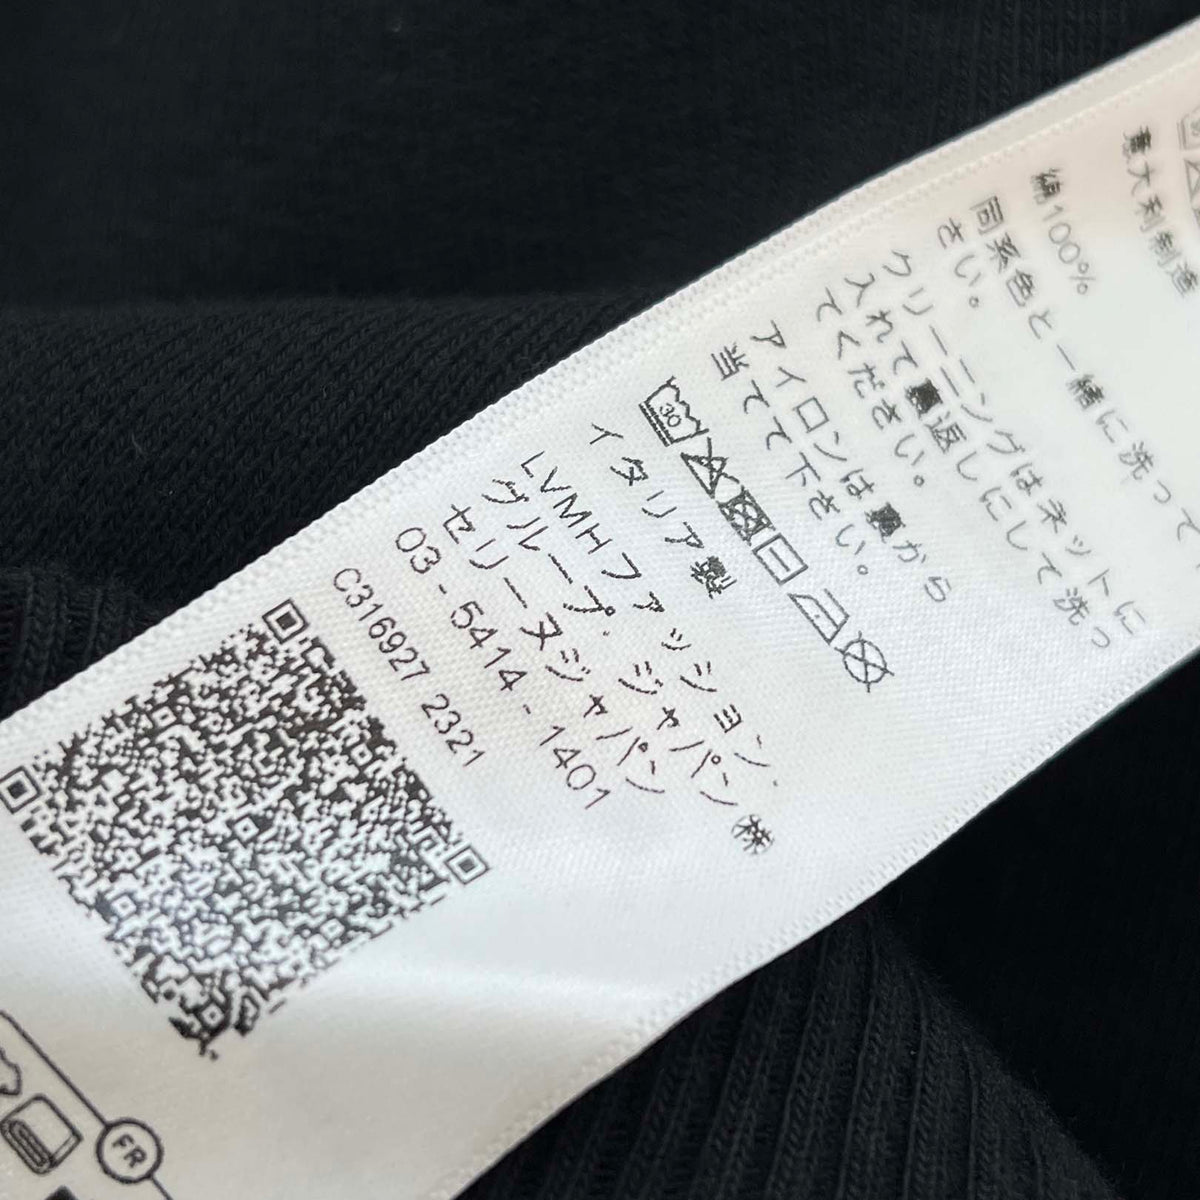 意大利制造
綿100%
同系色と一緒に洗って
さい。
クリーニングはネットに
入れて裏返しにして洗っ
てください。
アイロンは裏から
当てて下さい。
30
イタリア製
LVMHファッション.
グループ.ジャパン㈱
セリーヌジャパン
03-5414-1401
C316927 2321
FR